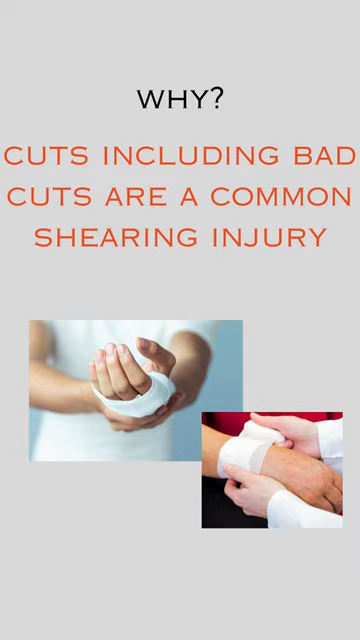 WHY?
CUTS INCLUDING BAD
CUTS ARE A COMMON
SHEARING INJURY